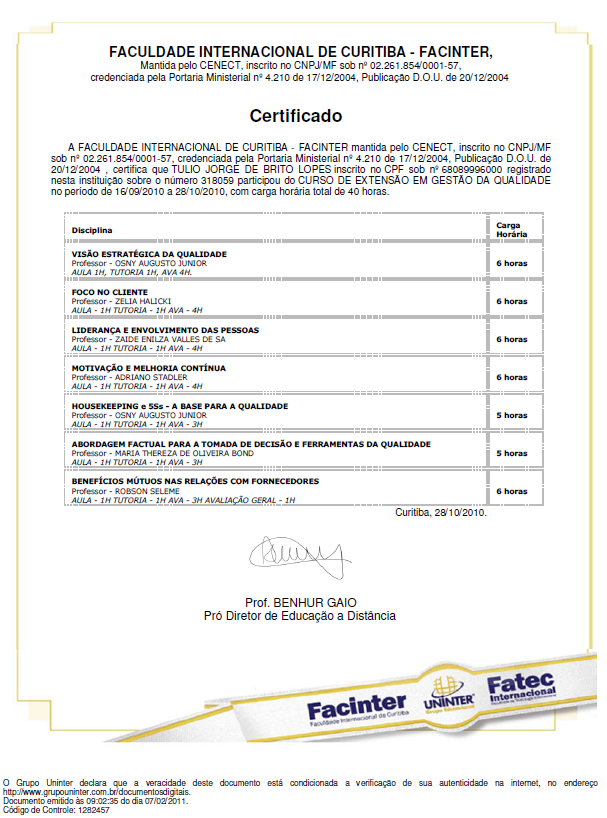 FACULDADE INTERNACIONAL DE CURITIBA - FACINTER,
Mantida pelo CENECT, inscrito no CNPJ/MF sob nº 02.261.854/0001-57,
credenciada pela Portaria Ministerial nº 4.210 de 17/12/2004, Publicação D.O.U. de 20/12/2004
Certificado
A FACULDADE INTERNACIONAL DE CURITIBA - FACINTER mantida pelo CENECT, inscrito no CNPJ/MF
sob nº 02.261.854/0001-57, credenciada pela Portaria Ministerial nº 4.210 de 17/12/2004, Publicação D.O.U. de
20/12/2004 , certifica que TULIO JORGE DE BRITO LOPES inscrito no CPF sob nº 68089996000 registrado
nesta instituição sobre o número 318059 participou do CURSO DE EXTENSÃO EM GESTÃO DA QUALIDADE
no período de 16/09/2010 a 28/10/2010, com carga horária total de 40 horas.
Disciplina
Carga
Horária
VISÃO ESTRATÉGICA DA QUALIDADE
Professor - OSNY AUGUSTO JUNIOR
AULA 1H, TUTORIA 1H, AVA 4H.
6 horas
FOCO NO CLIENTE
Professor - ZELIA HALICKI
AULA - 1H TUTORIA - 1H AVA - 4H
6 horas
LIDERANÇA E ENVOLVIMENTO DAS PESSOAS
Professor - ZAIDE ENILZA VALLES DE SA
AULA - 1H TUTORIA - 1H AVA - 4H
6 horas
MOTIVAÇÃO E MELHORIA CONTÍNUA
Professor - ADRIANO STADLER
AULA - 1H TUTORIA - 1H AVA - 4H
6 horas
HOUSEKEEPING e 5Ss - A BASE PARA A QUALIDADE
Professor - OSNY AUGUSTO JUNIOR
AULA - 1H TUTORIA - 1H AVA - 3H
5 horas
ABORDAGEM FACTUAL PARA A TOMADA DE DECISÃO E FERRAMENTAS DA QUALIDADE
Professor - MARIA THEREZA DE OLIVEIRA BOND
AULA - 1H TUTORIA - 1H AVA - 3H
5 horas
BENEFÍCIOS MÚTUOS NAS RELAÇÕES COM FORNECEDORES
Professor - ROBSON SELEME
AULA - 1H TUTORIA - 1H AVA - 3H AVALIAÇÃO GERAL - 1H
6 horas
Curitiba, 28/10/2010.
Prof. BENHUR GAIO
Pró Diretor de Educação a Distância
Facinter
Faculdade Internacional de Curitiba
UNINTER
Grupo Educacional
Fatec
Internacional
O Grupo Uninter declara que a veracidade deste documento está condicionada a verificação de sua autenticidade na internet, no endereço
http://www.grupouninter.com.br/documentosdigitais.
Documento emitido às 09:02:35 do dia 07/02/2011.
Código de Controle: 1282457